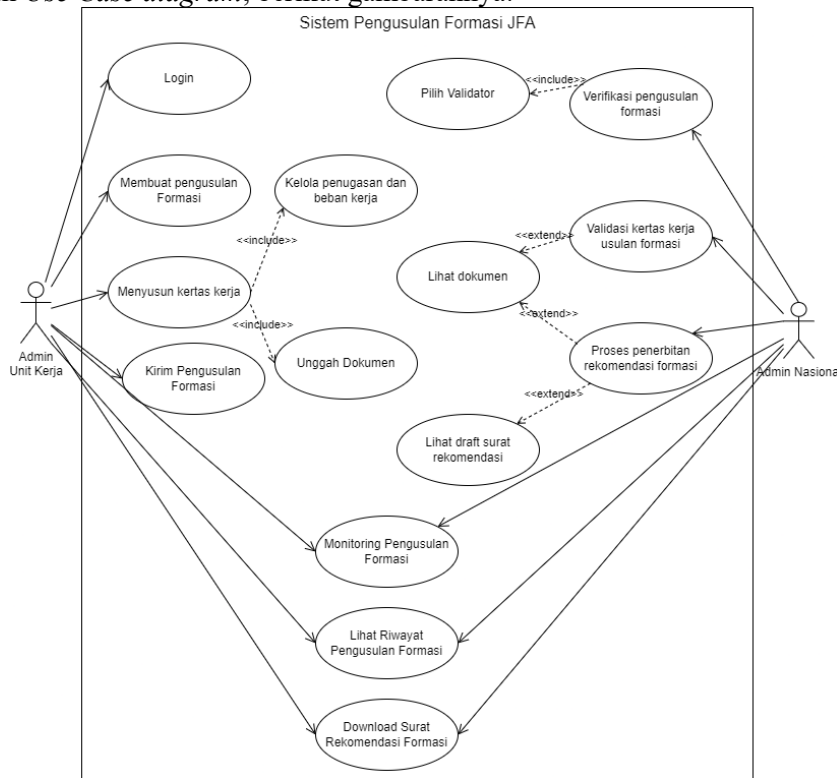 Use Case diagram, berikut gambarannya:
Sistem Pengusulan Formasi JFA
Login
Pilih Validator
<<include>>
Verifikasi pengusulan
formasi
Membuat pengusulan
Formasi
Kelola penugasan dan
beban kerja
<<include>>
Validasi kertas kerja
usulan formasi
<<extend>>
Lihat dokumen
Menyusun kertas kerja
<<include>>
<<extend>>
Admin
Unit Kerja
Kirim Pengusulan
Formasi
Unggah Dokumen
Proses penerbitan
rekomendasi formasi
Admin Nasional
<<extend>>
Lihat draft surat
rekomendasi
Monitoring Pengusulan
Formasi
Lihat Riwayat
Pengusulan Formasi
Download Surat
Rekomendasi Formasi